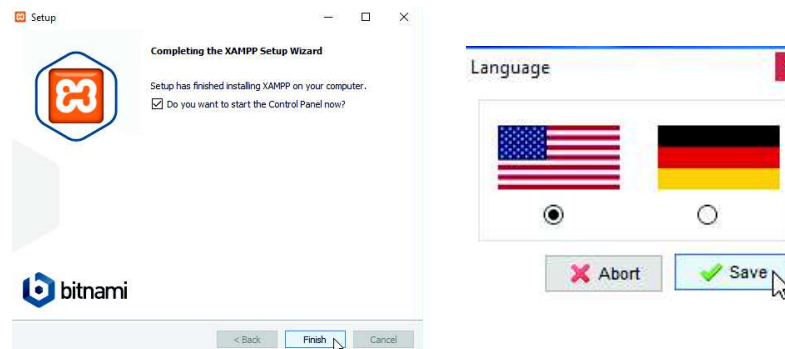 Setup
Completing the XAMPP Setup Wizard
Setup has finished installing XAMPP on your computer.
Do you want to start the Control Panel now?
bitnami
< Back Finish Cancel
Language
Abort Save